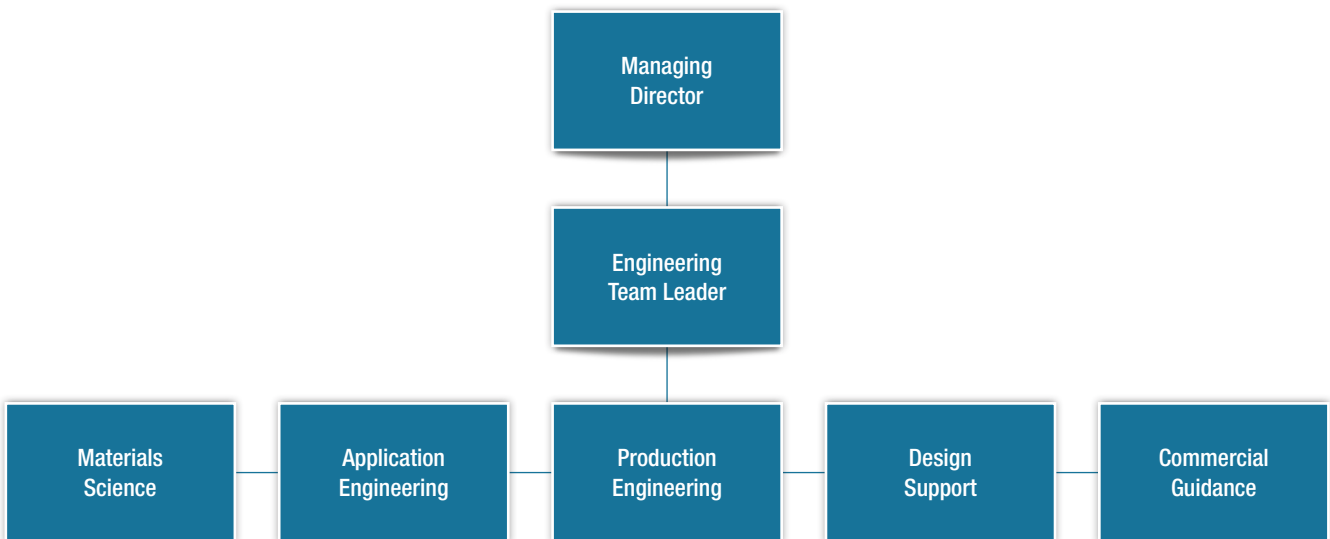 Managing
Director
Engineering
Team Leader
Materials
Science
Application
Engineering
Production
Engineering
Design
Support
Commercial
Guidance